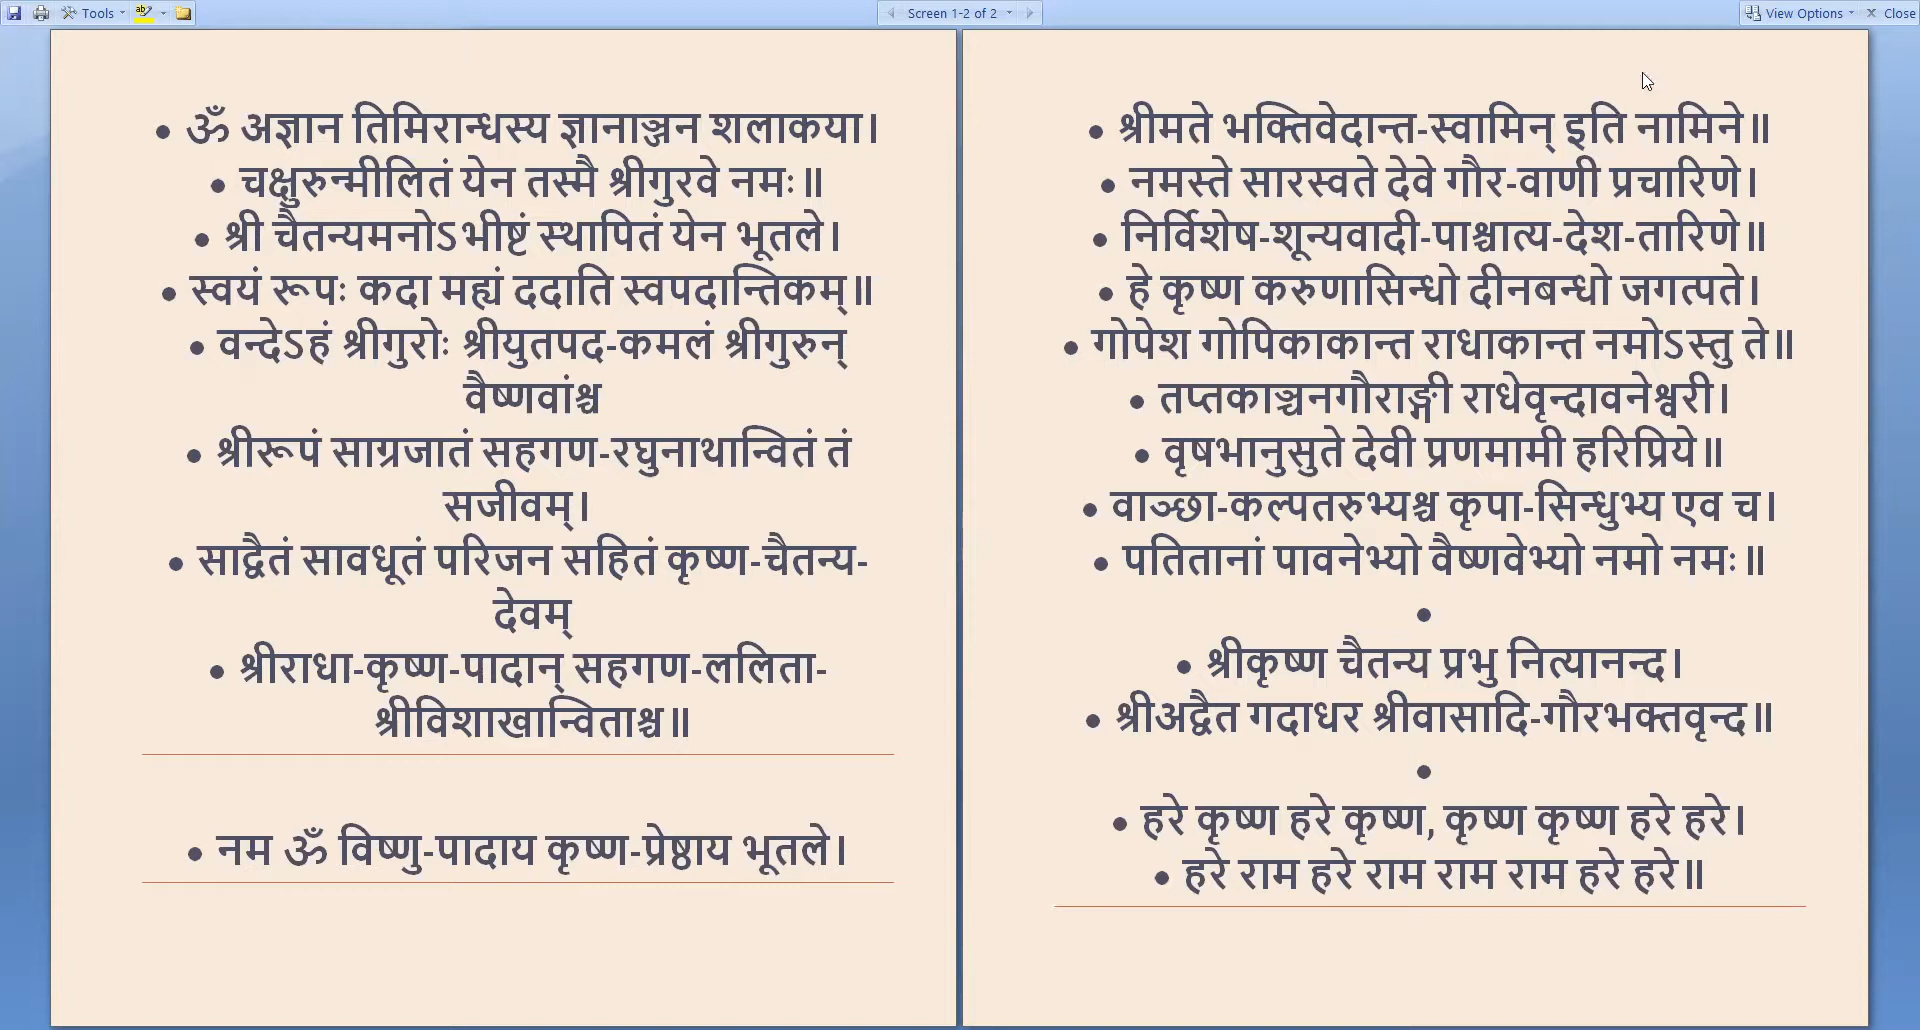 Tools
Screen 1-2 of 2
View Options
Close
• ॐ अज्ञान तिमिरान्धस्य ज्ञानाञ्जन शलाकया।
• चक्षुरुन्मीलितं येन तस्मै श्रीगुरवे नमः॥
• श्री चैतन्यमनोऽभीष्टं स्थापितं येन भूतले।
• स्वयं रूपः कदा मह्यं ददाति स्वपदान्तिकम्॥
• वन्देऽहं श्रीगुरोः श्रीयुतपद-कमलं श्रीगुरुन्
वैष्णवांश्च
• श्रीरूपं साग्रजातं सहगण-रघुनाथान्वितं तं
सजीवम्।
• साद्वैतं सावधूतं परिजन सहितं कृष्ण-चैतन्य-
देवम्
• श्रीराधा-कृष्ण-पादान् सहगण-ललिता-
श्रीविशाखान्विताश्च॥
• नम ॐ विष्णु-पादाय कृष्ण-प्रेष्ठाय भूतले।
• श्रीमते भक्तिवेदान्त-स्वामिन् इति नामिने॥
• नमस्ते सारस्वते देवे गौर-वाणी प्रचारिणे।
• निर्विशेष-शून्यवादी-पाश्चात्य-देश-तारिणे॥
• हे कृष्ण करुणासिन्धो दीनबन्धो जगत्पते।
• गोपेश गोपिकाकान्त राधाकान्त नमोऽस्तु ते॥
• तप्तकाञ्चनगौराङ्गी राधेवृन्दावनेश्वरी।
• वृषभानुसुते देवी प्रणमामी हरिप्रिये॥
• वाञ्छा-कल्पतरुभ्यश्च कृपा-सिन्धुभ्य एव च।
• पतितानां पावनेभ्यो वैष्णवेभ्यो नमो नमः॥
•
• श्रीकृष्ण चैतन्य प्रभु नित्यानन्द।
• श्रीअद्वैत गदाधर श्रीवासादि-गौरभक्तवृन्द॥
•
• हरे कृष्ण हरे कृष्ण, कृष्ण कृष्ण हरे हरे।
• हरे राम हरे राम राम राम हरे हरे॥